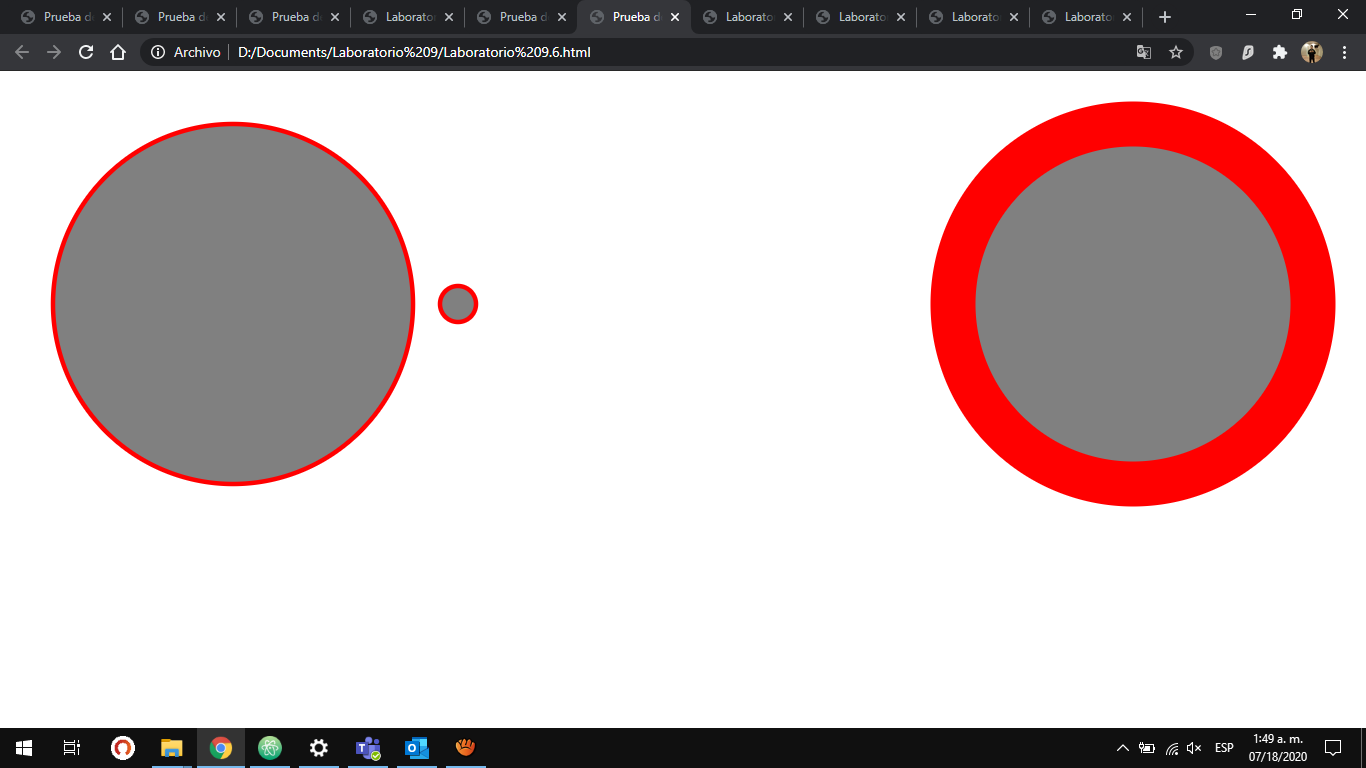 Prueba d
Prueba d
Prueba d
Laborato
Prueba d
Prueba d
Laborato
Laborato
Laborato
Laborato
Archivo D:/Documents/Laboratorio%209/Laboratorio%209.6.html
ESP
1:49 a. m.
07/18/2020